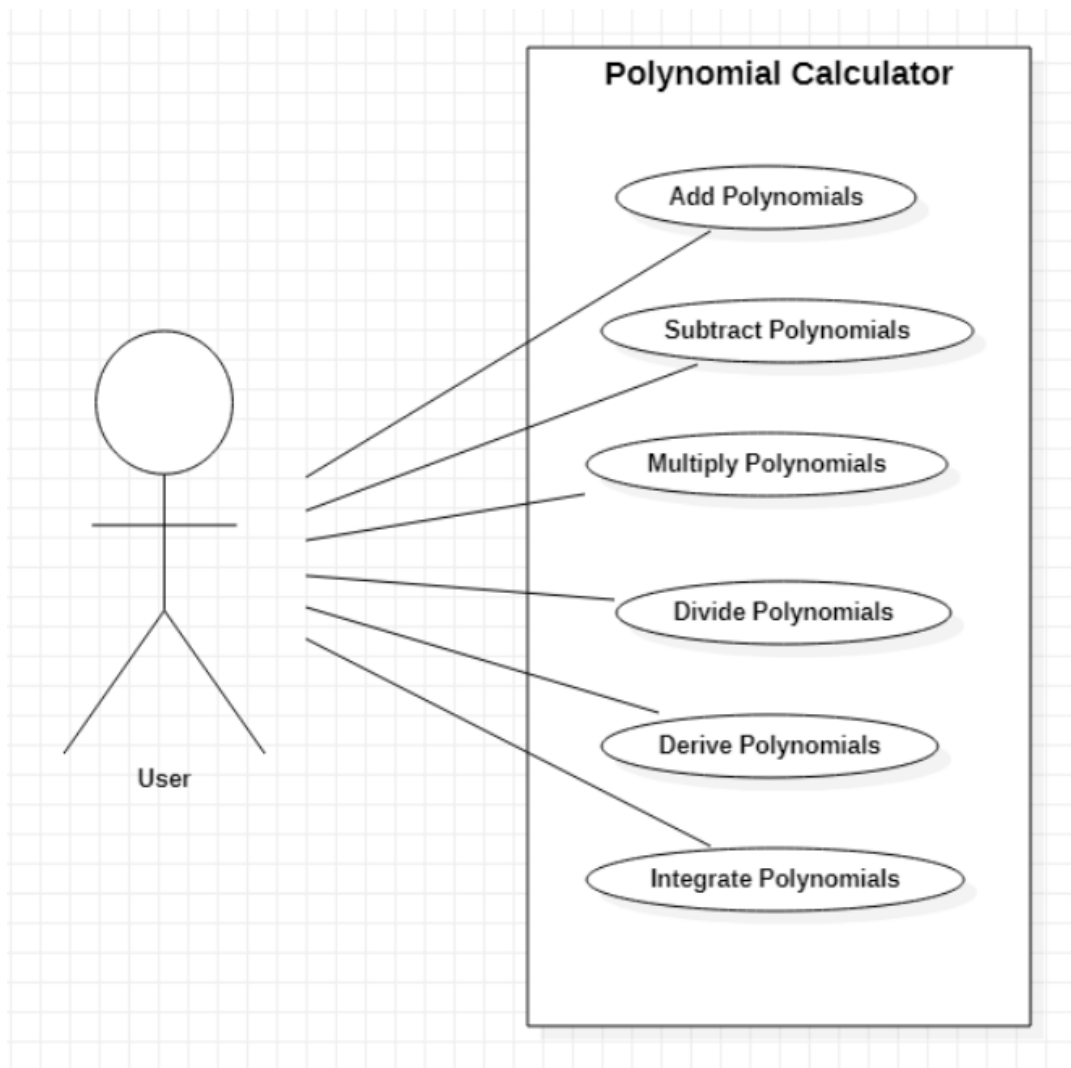 Polynomial Calculator
Add Polynomials
Subtract Polynomials
Multiply Polynomials
Divide Polynomials
Derive Polynomials
User
Integrate Polynomials